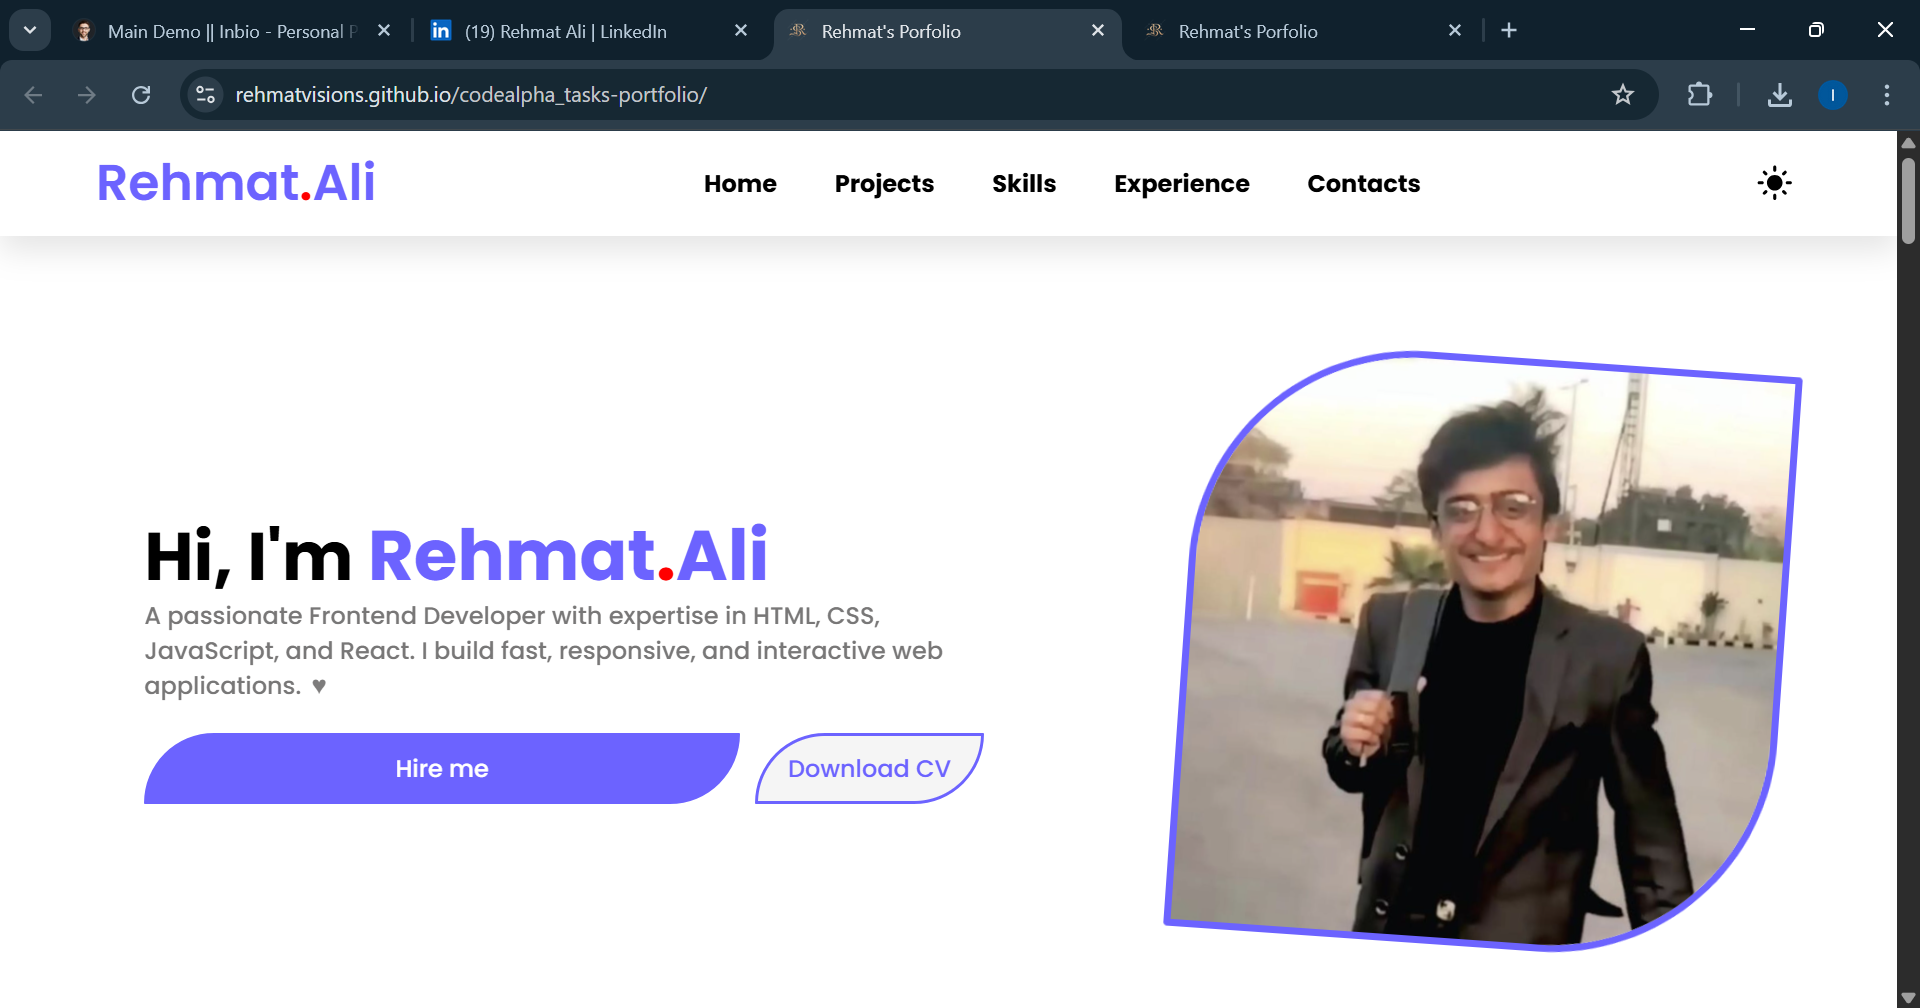 Main Demo || Inbio - Personal P
(19) Rehmat Ali | LinkedIn
Rehmat's Porfolio
Rehmat's Porfolio
rehmatvisions.github.io/codealpha_tasks-portfolio/
I
Rehmat.Ali
Home
Projects
Skills
Experience
Contacts
Hi, I'm Rehmat.Ali
A passionate Frontend Developer with expertise in HTML, CSS,
JavaScript, and React. I build fast, responsive, and interactive web
applications. ♥
Hire me
Download CV